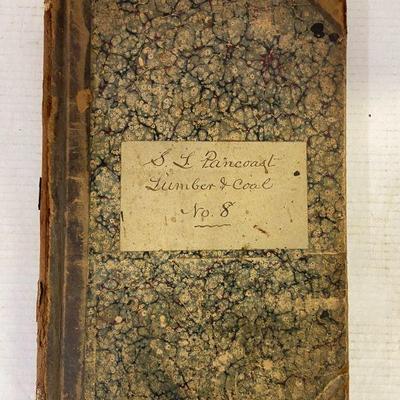 S L Pancoast
Lumber & Coal
No. 8